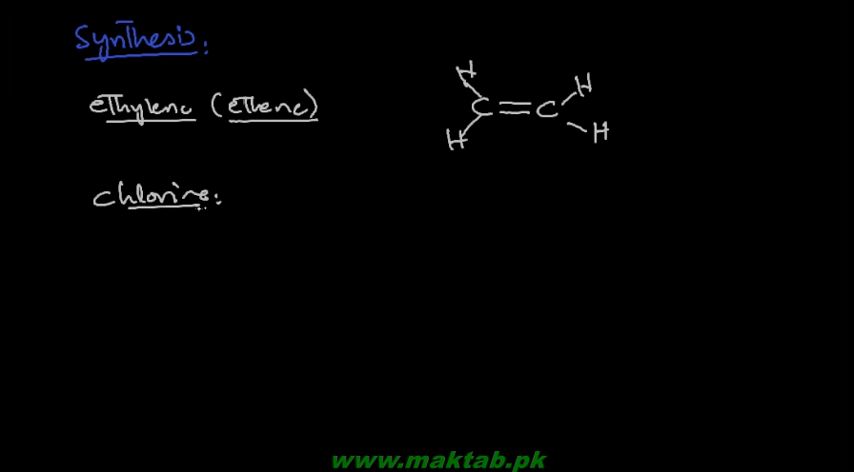 Synthesis:
ethylene (ethene)
H
H
C=C
H
H
chlorine:
www.maktab.pk